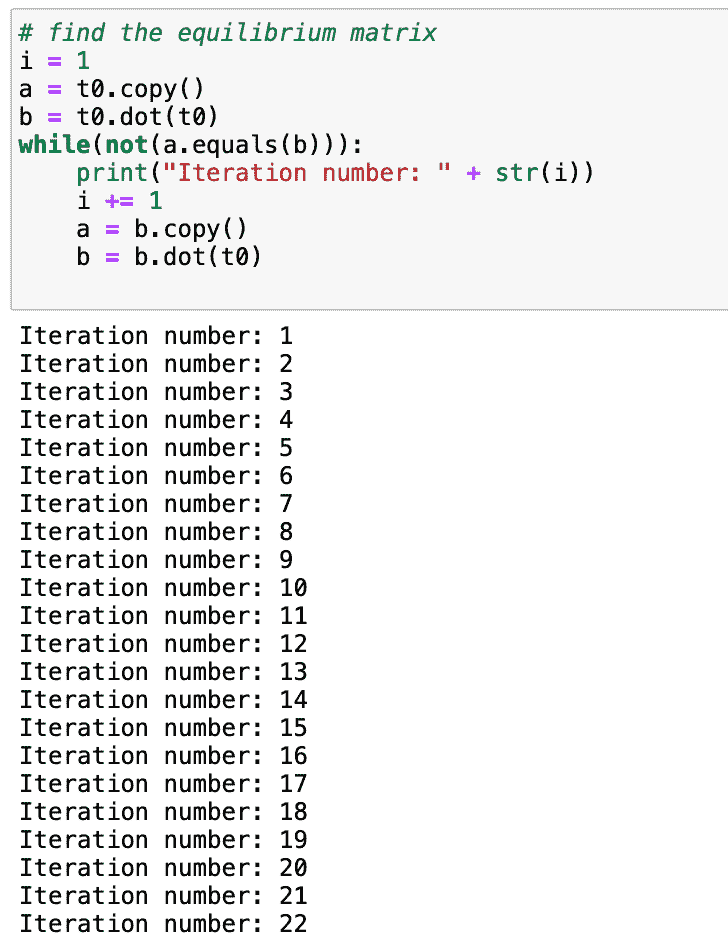 # find the equilibrium matrix
i = 1
a = t0.copy()
b = t0.dot(t0)
while(not(a.equals(b))):
    print("Iteration number: " + str(i))
    i += 1
    a = b.copy()
    b = b.dot(t0)
Iteration number: 1
Iteration number: 2
Iteration number: 3
Iteration number: 4
Iteration number: 5
Iteration number: 6
Iteration number: 7
Iteration number: 8
Iteration number: 9
Iteration number: 10
Iteration number: 11
Iteration number: 12
Iteration number: 13
Iteration number: 14
Iteration number: 15
Iteration number: 16
Iteration number: 17
Iteration number: 18
Iteration number: 19
Iteration number: 20
Iteration number: 21
Iteration number: 22